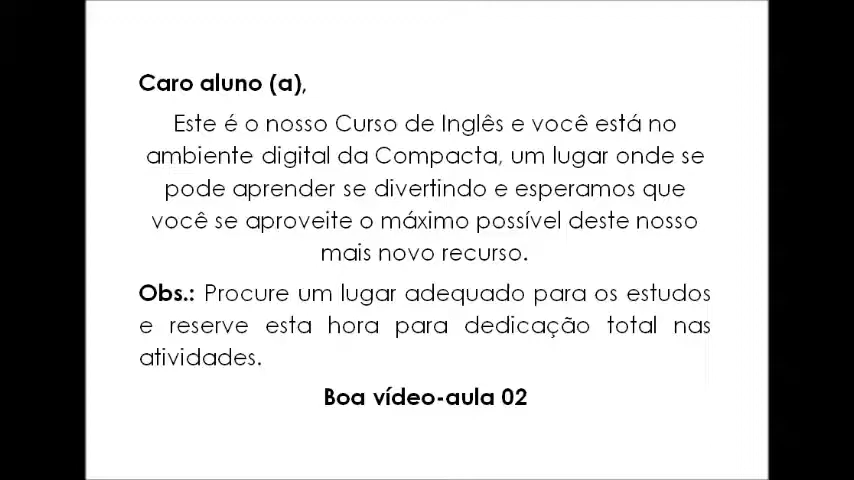 Caro aluno (a),
Este é o nosso Curso de Inglês e você está no
ambiente digital da Compacta, um lugar onde se
pode aprender se divertindo e esperamos que
você se aproveite o máximo possível deste nosso
mais novo recurso.
Obs.: Procure um lugar adequado para os estudos
e reserve esta hora para dedicação total nas
atividades.
Boa vídeo-aula 02